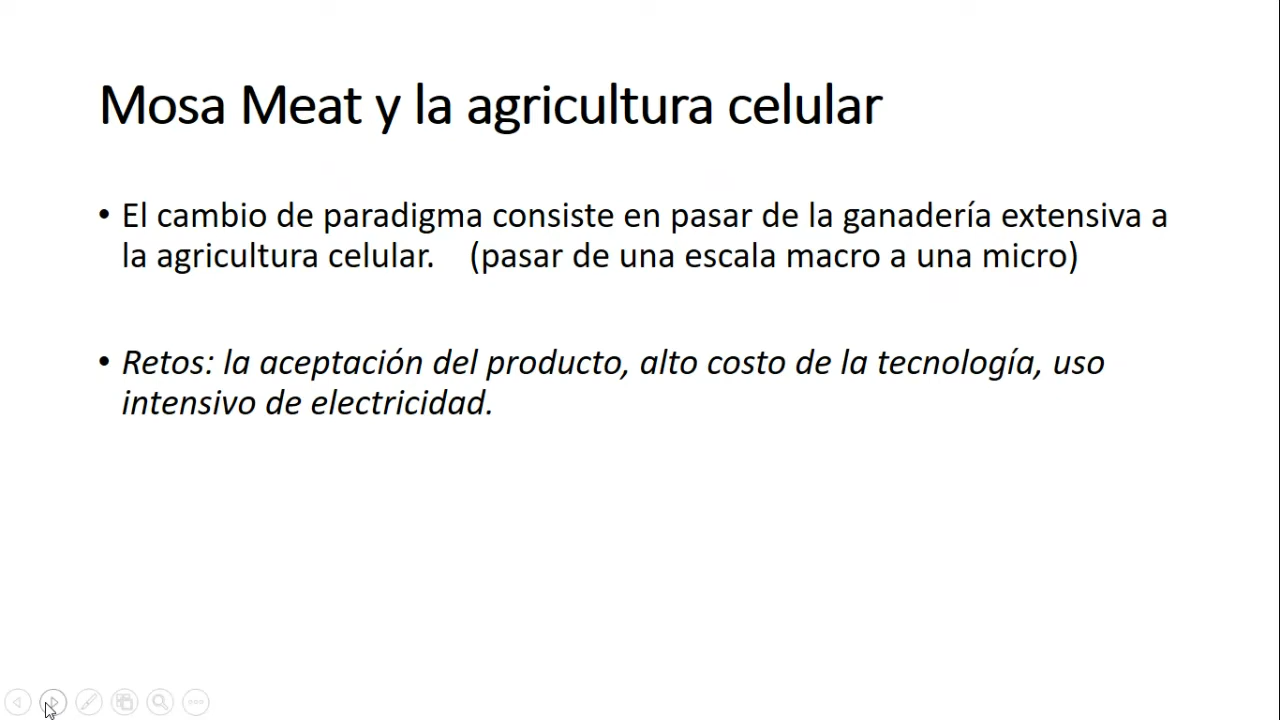 Mosa Meat y la agricultura celular
• El cambio de paradigma consiste en pasar de la ganadería extensiva a
la agricultura celular. (pasar de una escala macro a una micro)
• Retos: la aceptación del producto, alto costo de la tecnología, uso
intensivo de electricidad.